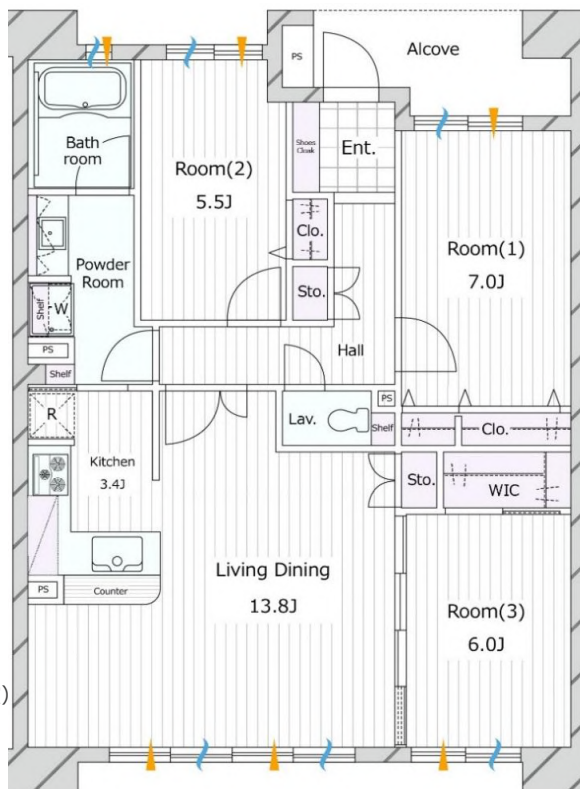 PS
Alcove
Bath
room
Shoes
Cloak
Ent.
Room(2)
5.5J
Clo.
Room(1)
7.0J
Powder
Room
Sto.
Shelf
W
PS
Shelf
Hall
R
Lav.
PS
Shelf
Clo.
Kitchen
3.4J
Sto.
WIC
PS
Counter
Living Dining
13.8J
Room(3)
6.0J
)